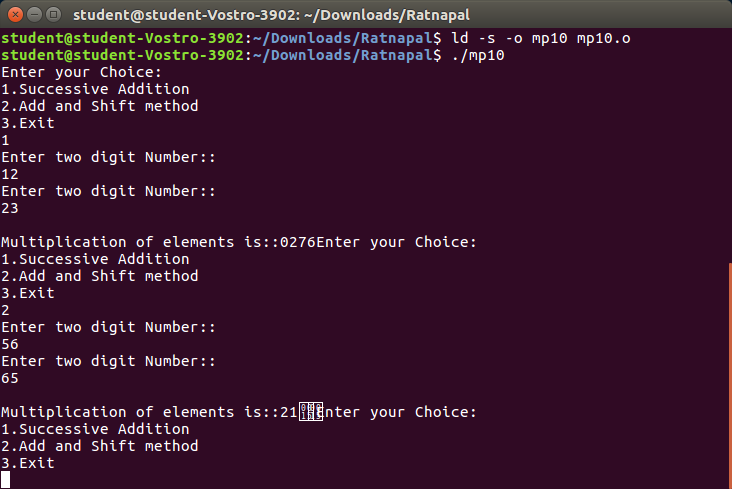 student@student-Vostro-3902: ~/Downloads/Ratnapal
student@student-Vostro-3902:~/Downloads/Ratnapal$ ld -s -o mp10 mp10.o
student@student-Vostro-3902:~/Downloads/Ratnapal$ ./mp10
Enter your Choice:
1.Successive Addition
2.Add and Shift method
3.Exit
1
Enter two digit Number::
12
Enter two digit Number::
23
Multiplication of elements is::0276Enter your Choice:
1.Successive Addition
2.Add and Shift method
3.Exit
2
Enter two digit Number::
56
Enter two digit Number::
65
Multiplication of elements is::21Enter your Choice:
1.Successive Addition
2.Add and Shift method
3.Exit